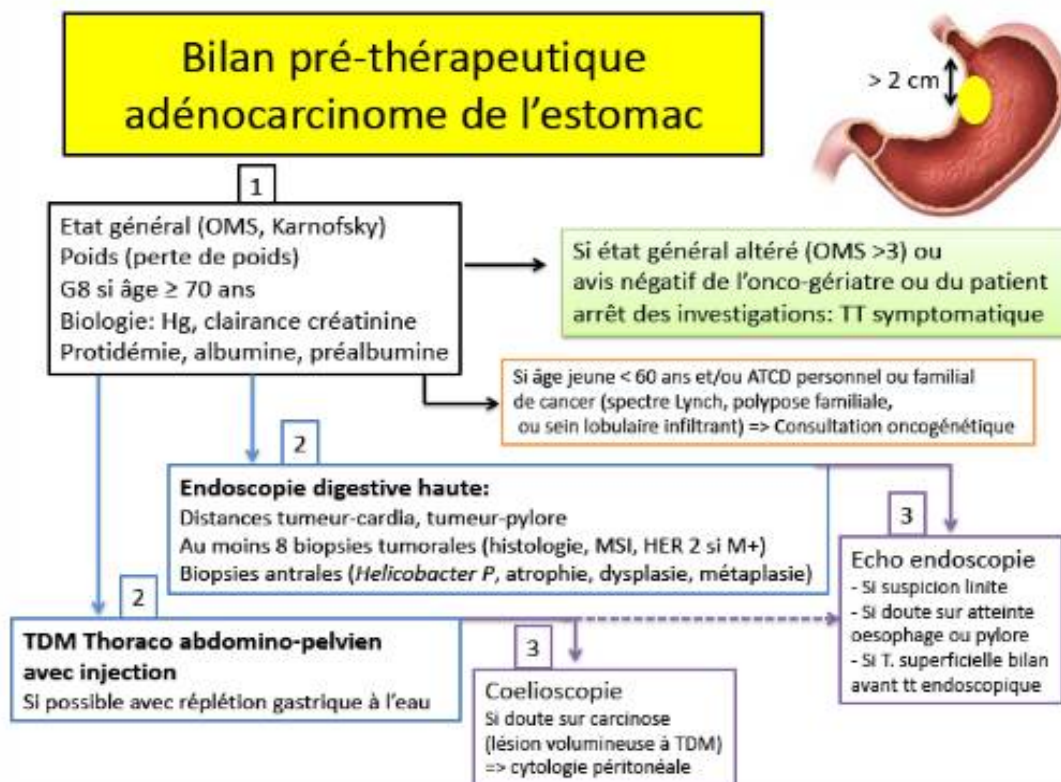 Bilan pré-thérapeutique
adénocarcinome de l'estomac
> 2 cm
1
Etat général (OMS, Karnofsky)
Poids (perte de poids)
G8 si âge ≥ 70 ans
Biologie: Hg, clairance créatinine
Protidémie, albumine, préalbumine
Si état général altéré (OMS >3) ou
avis négatif de l'onco-gériatre ou du patient
arrêt des investigations: TT symptomatique
Si âge jeune < 60 ans et/ou ATCD personnel ou familial
de cancer (spectre Lynch, polypose familiale,
ou sein lobulaire infiltrant) => Consultation oncogénétique
2
Endoscopie digestive haute:
Distances tumeur-cardia, tumeur-pylore
Au moins 8 biopsies tumorales (histologie, MSI, HER 2 si M+)
Biopsies antrales (Helicobacter P, atrophie, dysplasie, métaplasie)
3
Echo endoscopie
- Si suspicion linite
- Si doute sur atteinte
oesophage ou pylore
- Si T. superficielle bilan
avant tt endoscopique
2
TDM Thoraco abdomino-pelvien
avec injection
Si possible avec réplétion gastrique à l'eau
3
Coelioscopie
Si doute sur carcinose
(lésion volumineuse à TDM)
=> cytologie péritonéale